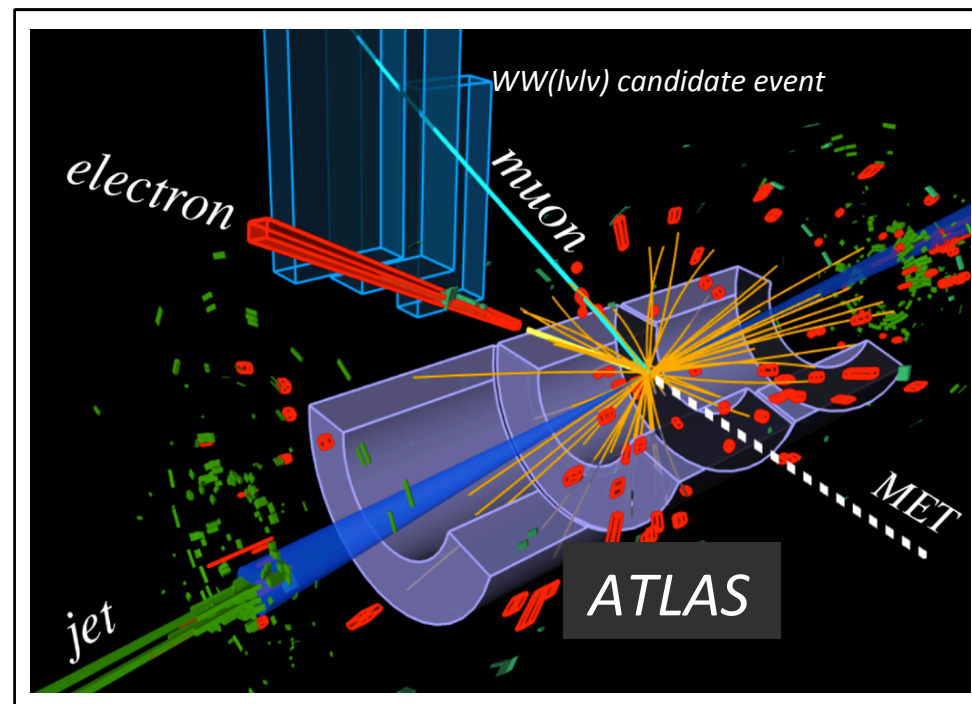 WW(lvlv) candidate event
electron
muon
MET
ATLAS
jet